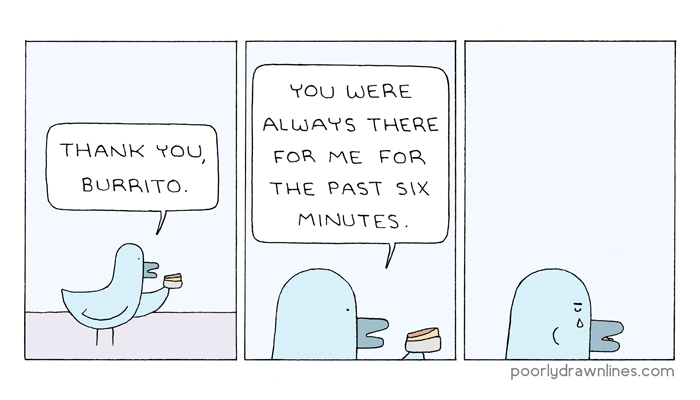 THANK YOU,
BURRITO.
YOU WERE
ALWAYS THERE
FOR ME FOR
THE PAST SIX
MINUTES.
poorlydrawnlines.com